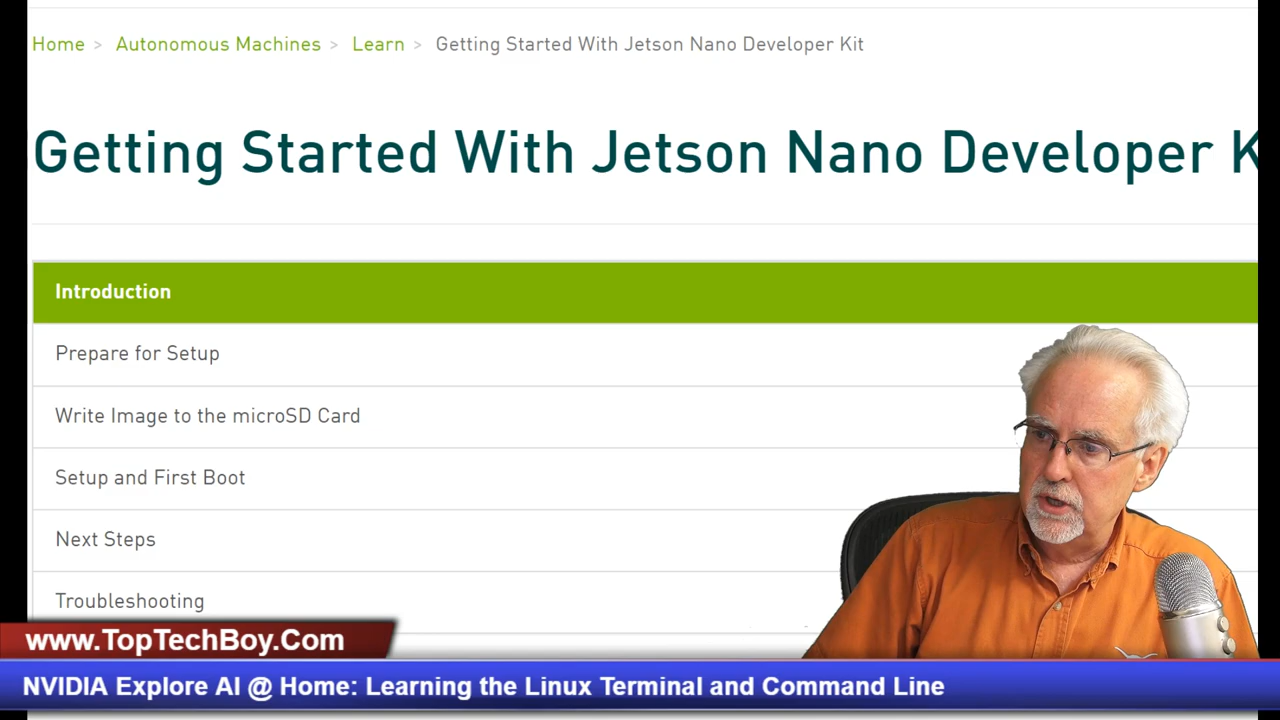 Home > Autonomous Machines > Learn > Getting Started With Jetson Nano Developer Kit
Getting Started With Jetson Nano Developer K
Introduction
Prepare for Setup
Write Image to the microSD Card
Setup and First Boot
Next Steps
Troubleshooting
www.TopTechBoy.Com
NVIDIA Explore AI @ Home: Learning the Linux Terminal and Command Line